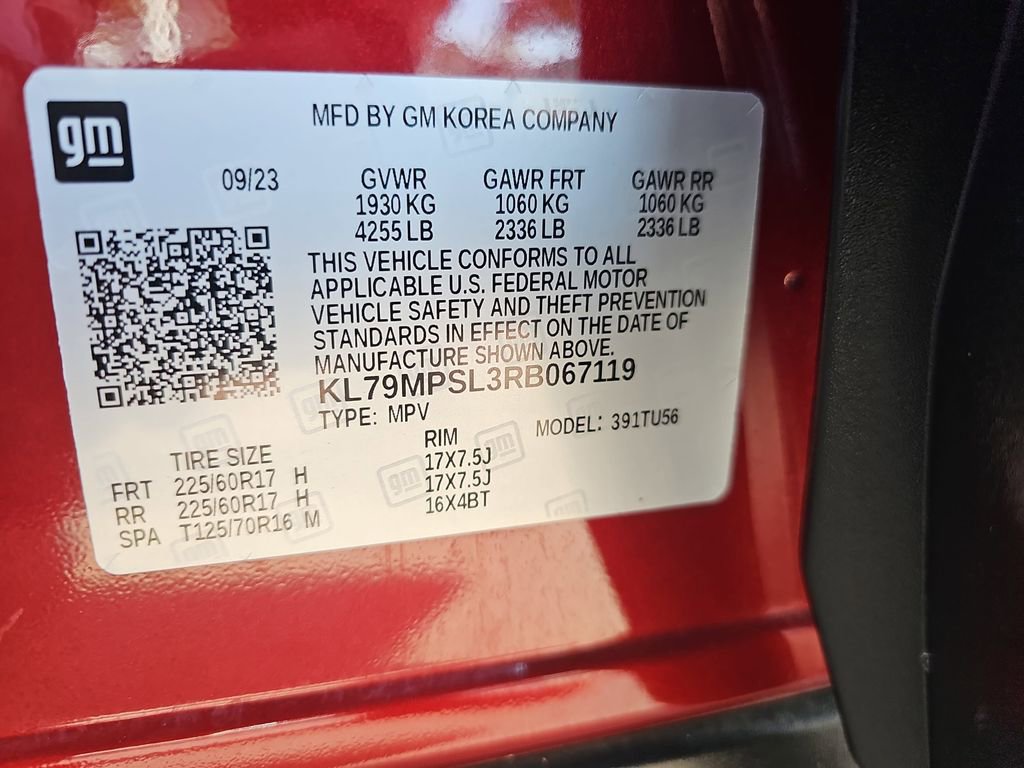 gm
MFD BY GM KOREA COMPANY
09/23
GVWR GAWR FRT GAWR RR
1930 KG 1060 KG 1060 KG
4255 LB 2336 LB 2336 LB
THIS VEHICLE CONFORMS TO ALL
APPLICABLE U.S. FEDERAL MOTOR
VEHICLE SAFETY AND THEFT PREVENTION
STANDARDS IN EFFECT ON THE DATE OF
MANUFACTURE SHOWN ABOVE.
KL79MPSL3RB067119
TYPE: MPV MODEL: 391TU56
TIRE SIZE RIM
FRT 225/60R17 H 17X7.5J
RR 225/60R17 H 17X7.5J
SPA T125/70R16 M 16X4BT